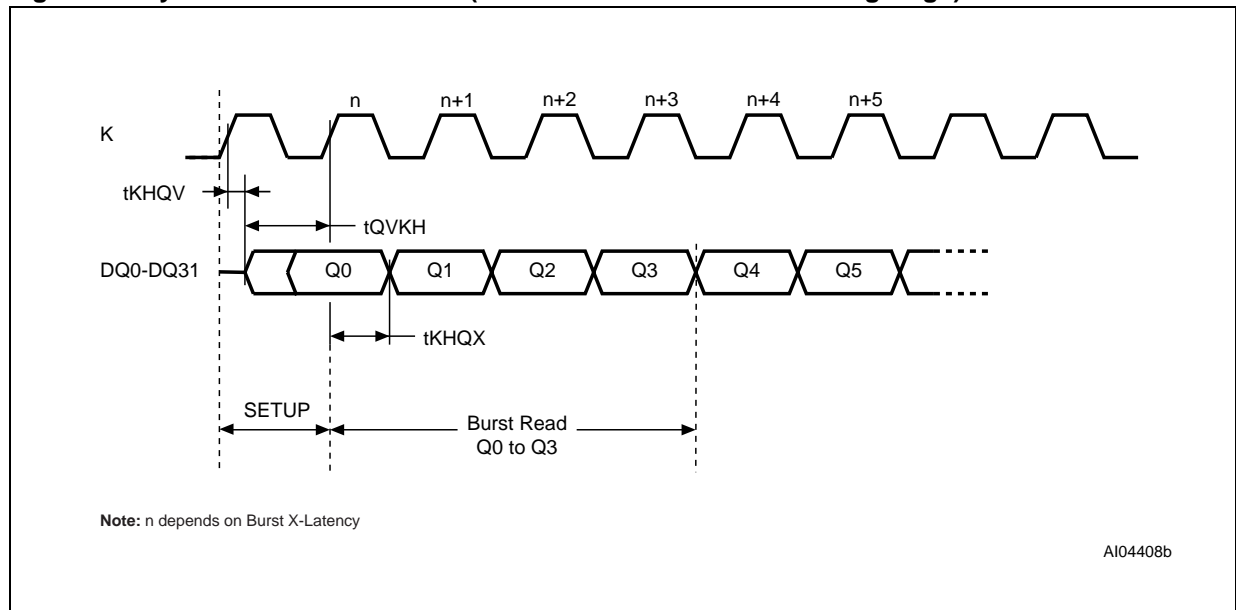 n n+1 n+2 n+3 n+4 n+5
K
tKHQV
tQVKH
DQ0-DQ31 Q0 Q1 Q2 Q3 Q4 Q5
tKHQX
SETUP
Burst Read
Q0 to Q3
Note: n depends on Burst X-Latency
AI04408b